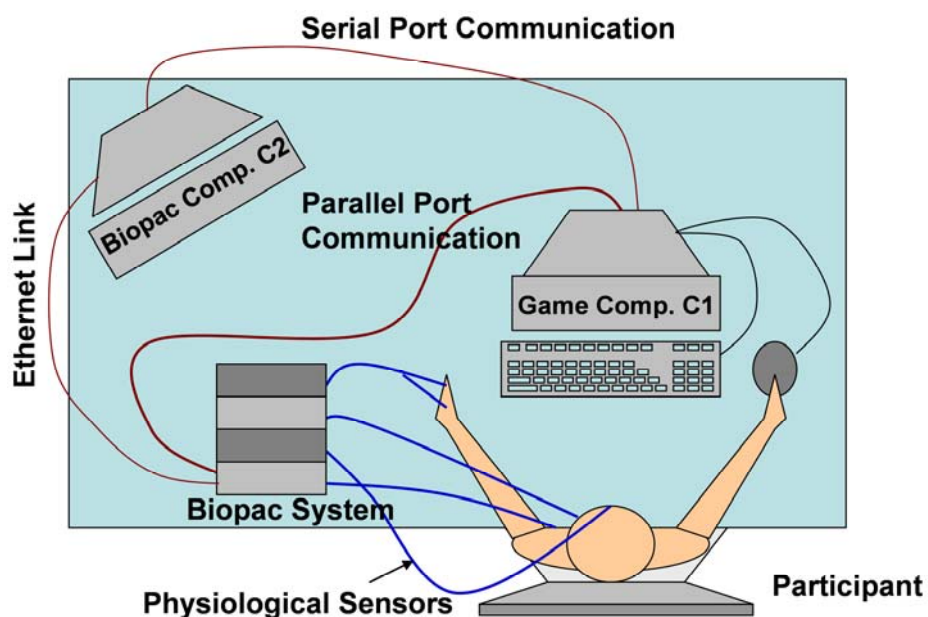 Serial Port Communication
Biopac Comp. C2
Parallel Port
Communication
Ethernet Link
Game Comp. C1
Biopac System
Physiological Sensors
Participant